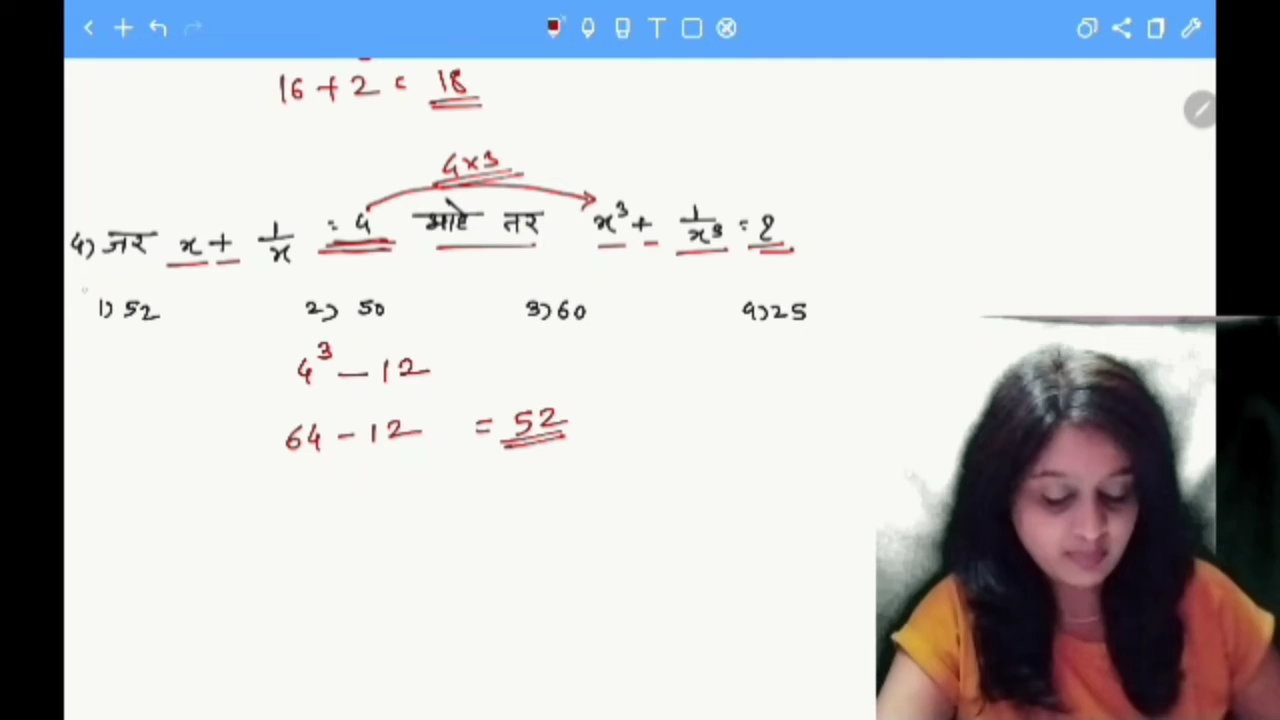 16 + 2 = 18
4×3
4) जर x + 1/x = 4 आहे तर x³ + 1/x³ = ?
1) 52 2) 50 3) 60 4) 25
4³ - 12
64 - 12 = 52